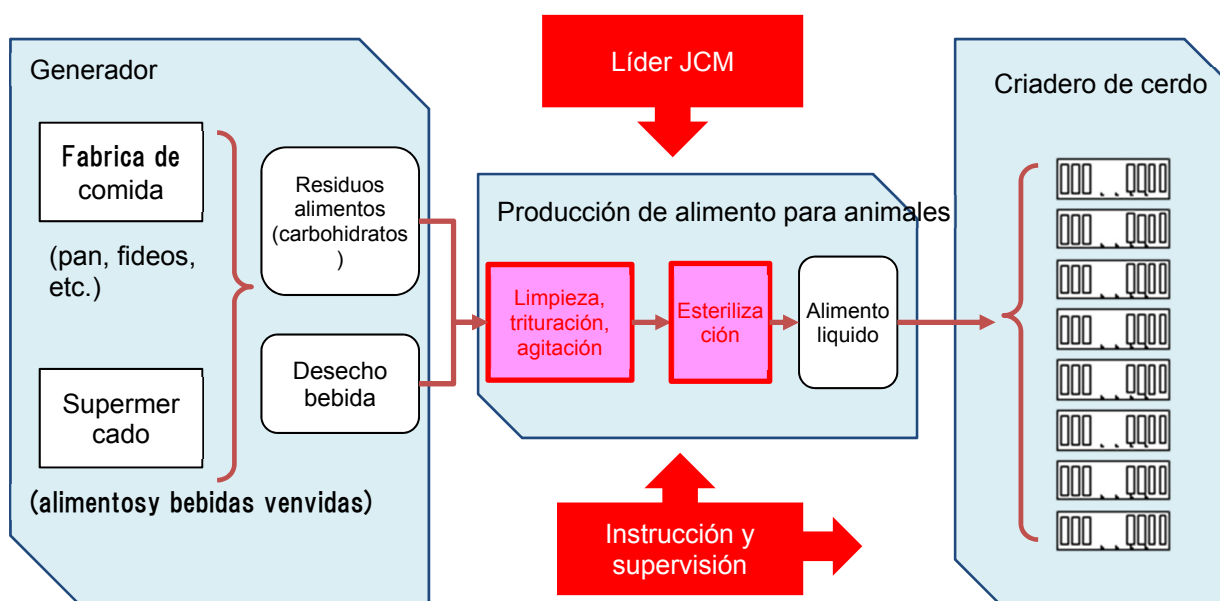 Generador
Fabrica de
comida
(pan, fideos,
etc.)
Supermer
cado
(alimentosy bebidas venvidas)
Residuos
alimentos
(carbohidratos
)
Desecho
bebida
Líder JCM
Producción de alimento para animales
Limpieza,
trituración,
agitación
Esteriliza
ción
Alimento
liquido
Instrucción y
supervisión
Criadero de cerdo